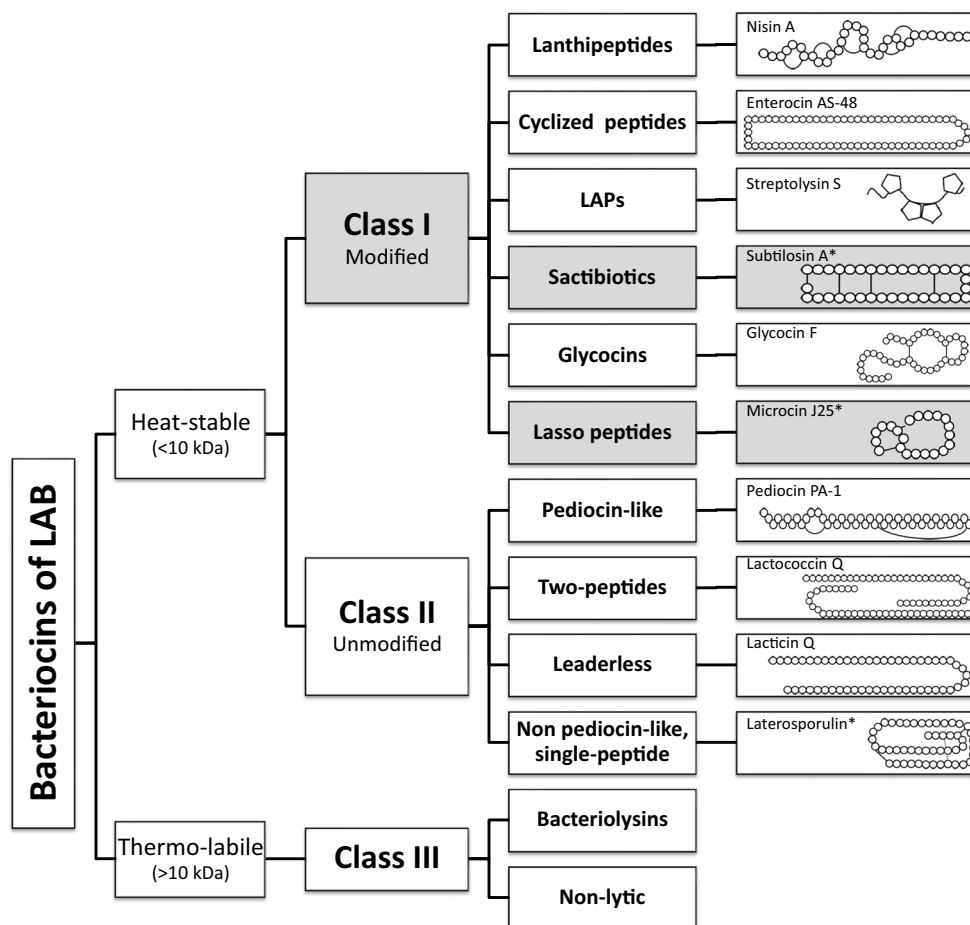 Bacteriocins of LAB
Heat-stable
(<10 kDa)
Class I
Modified
Lanthipeptides
Nisin A
Cyclized peptides
Enterocin AS-48
LAPs
Streptolysin S
Sactibiotics
Subtilosin A*
Glycocins
Glycocin F
Lasso peptides
Microcin J25*
Class II
Unmodified
Pediocin-like
Pediocin PA-1
Two-peptides
Lactococcin Q
Leaderless
Lacticin Q
Non pediocin-like,
single-peptide
Laterosporulin*
Thermo-labile
(>10 kDa)
Class III
Bacteriolysins
Non-lytic